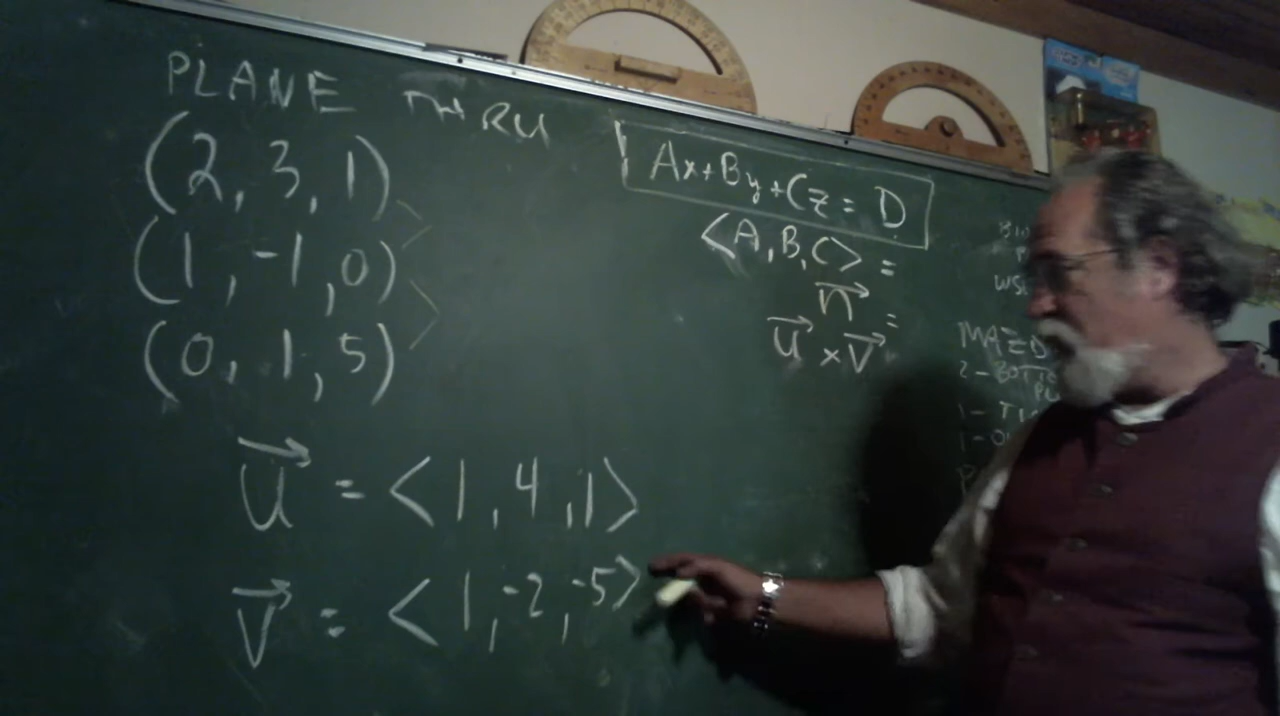 PLANE THRU
(2, 3, 1)
(1, -1, 0)
(0, 1, 5)
u = <1, 4, 1>
v = <1, -2, -5>
Ax+By+Cz = D
<A, B, C> =
n =
u × v